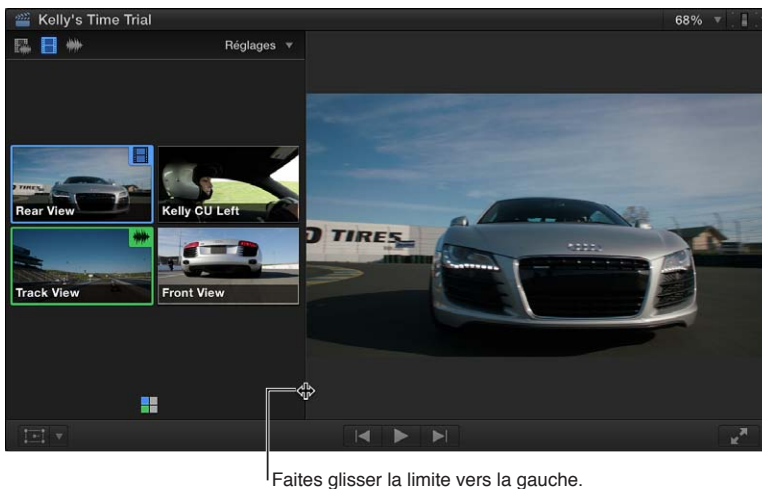 Kelly's Time Trial
68%
Réglages
TIRES
Rear View
Kelly CU Left
TIRES
Track View
Front View
Faites glisser la limite vers la gauche.